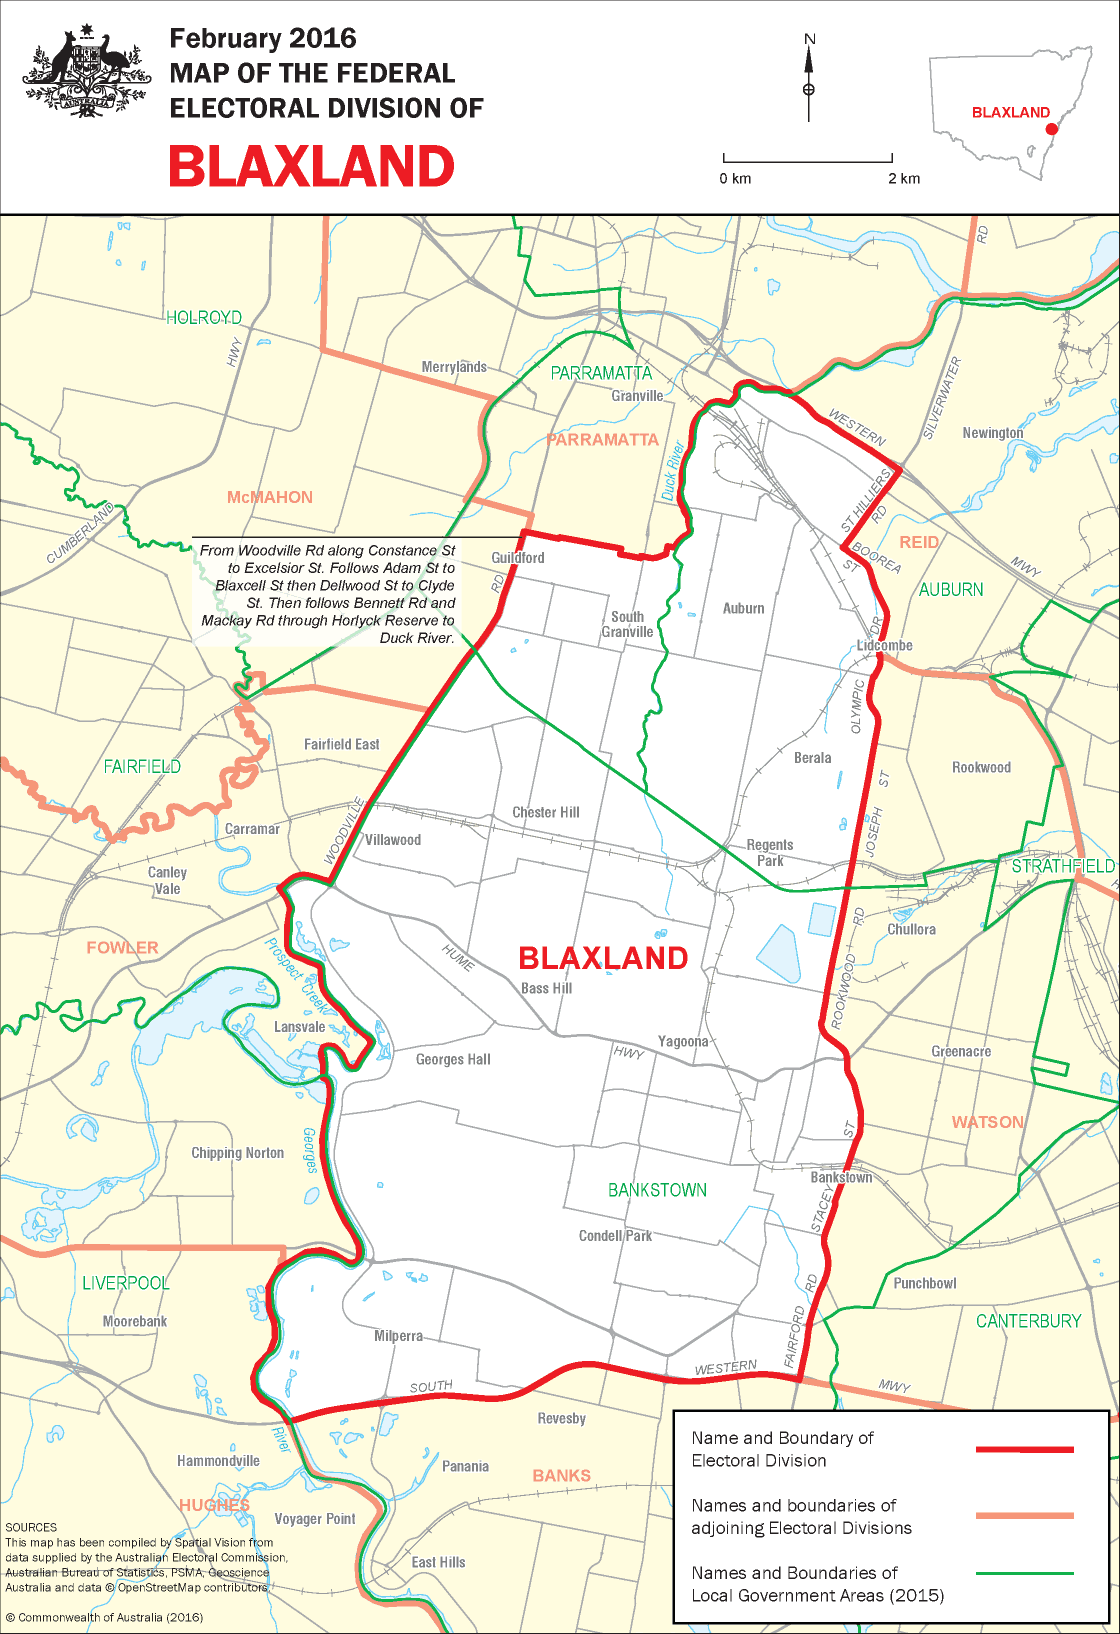 February 2016
MAP OF THE FEDERAL
ELECTORAL DIVISION OF
BLAXLAND
AUSTRALIA
N
0 km
2 km
BLAXLAND
RD
HOLROYD
HWY
Merrylands
PARRAMATTA
Granville
PARRAMATTA
Duck River
WESTERN
SILVERWATER
Newington
McMAHON
CUMBERLAND
ST HILLIERS
RD
REID
BOOREA
ST
MWY
AUBURN
From Woodville Rd along Constance St
to Excelsior St. Follows Adam St to
Blaxcell St then Dellwood St to Clyde
St. Then follows Bennett Rd and
Mackay Rd through Horlyck Reserve to
Duck River.
Guildford
RD
South
Granville
Auburn
DR
Lidcombe
OLYMPIC
Fairfield East
FAIRFIELD
Berala
Rookwood
ST
JOSEPH
Chester Hill
Carramar
WOODVILLE
Villawood
Regents
Park
STRATHFIELD
H
Canley
Vale
FOWLER
Prospect Creek
HUME
BLAXLAND
Bass Hill
RD
Chullora
ROOKWOOD
Lansvale
Georges Hall
HWY
Yagoona
Greenacre
WATSON
Georges
Chipping Norton
ST
Bankstown
BANKSTOWN
STACEY
Condell Park
LIVERPOOL
Moorebank
Punchbowl
RD
CANTERBURY
Milperra
FAIRFORD
SOUTH
WESTERN
MWY
Revesby
River
Hammondville
Panania
BANKS
HUGHES
Voyager Point
East Hills
Name and Boundary of
Electoral Division
Names and boundaries of
adjoining Electoral Divisions
Names and Boundaries of
Local Government Areas (2015)
SOURCES
This map has been compiled by Spatial Vision from
data supplied by the Australian Electoral Commission,
Australian Bureau of Statistics, PSMA, Geoscience
Australia and data © OpenStreetMap contributors.
© Commonwealth of Australia (2016)